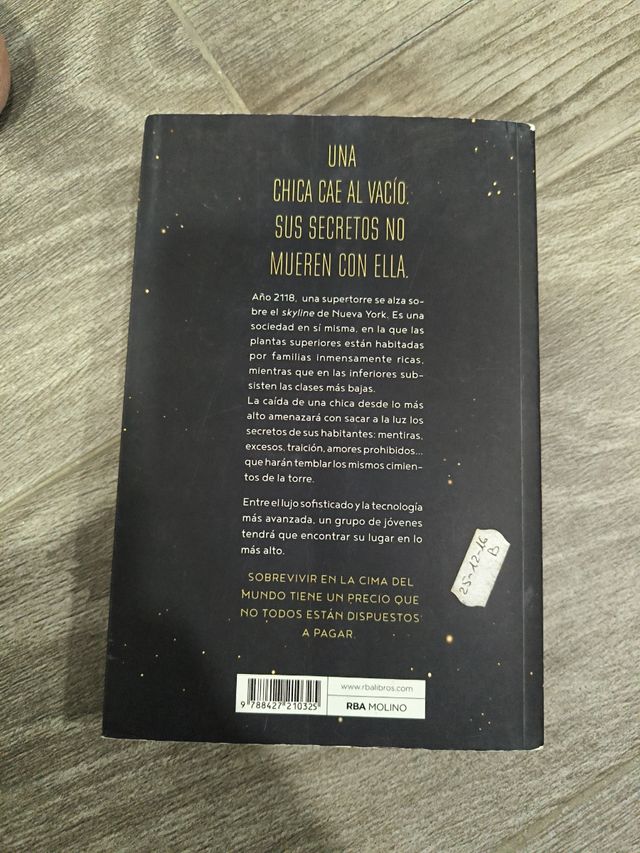 UNA
CHICA CAE AL VACÍO.
SUS SECRETOS NO
MUEREN CON ELLA.
Año 2118, una supertorre se alza so-
bre el skyline de Nueva York. Es una
sociedad en sí misma, en la que las
plantas superiores están habitadas
por familias inmensamente ricas,
mientras que en las inferiores sub-
sisten las clases más bajas.
La caída de una chica desde lo más
alto amenazará con sacar a la luz los
secretos de sus habitantes: mentiras,
excesos, traición, amores prohibidos...
que harán temblar los mismos cimien-
tos de la torre.
Entre el lujo sofisticado y la tecnología
más avanzada, un grupo de jóvenes
tendrá que encontrar su lugar en lo
más alto.
SOBREVIVIR EN LA CIMA DEL
MUNDO TIENE UN PRECIO QUE
NO TODOS ESTÁN DISPUESTOS
A PAGAR.
25-12-16
B
www.rbalibros.com
RBA MOLINO
9 788427 210325